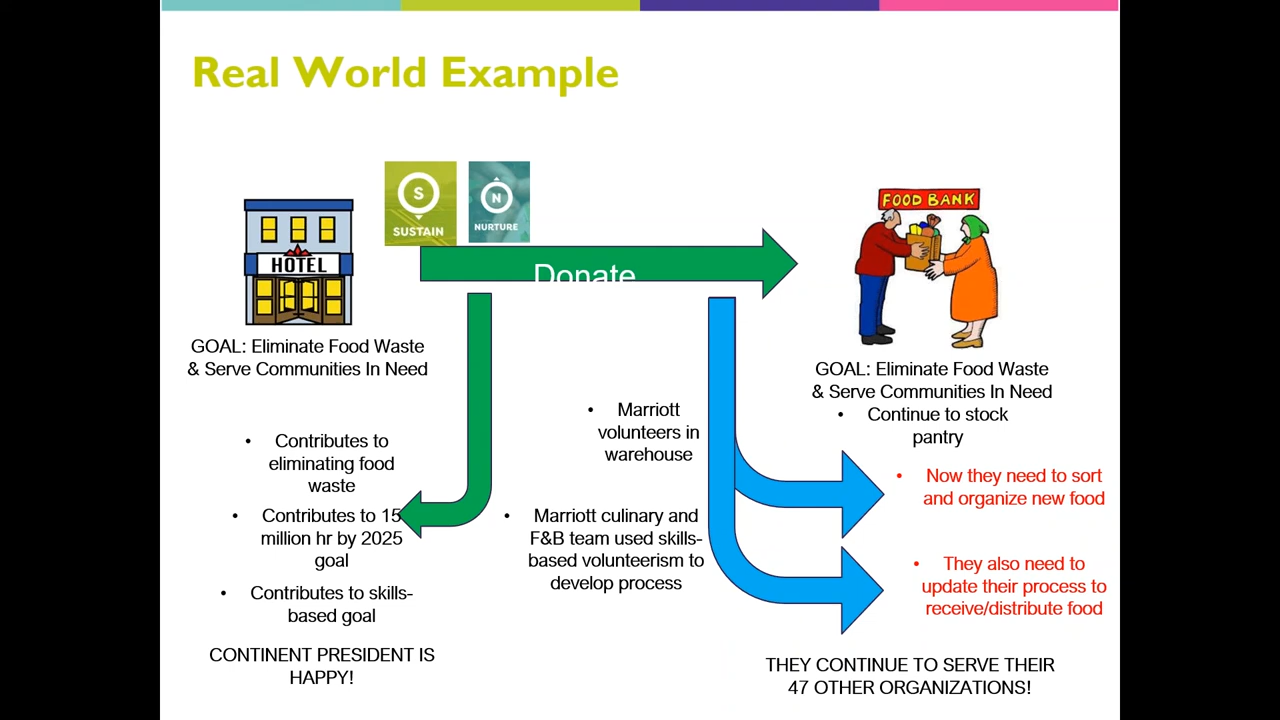 Real World Example
S
SUSTAIN
N
NURTURE
HOTEL
Donate
FOOD BANK
GOAL: Eliminate Food Waste
& Serve Communities In Need
• Contributes to
eliminating food
waste
• Contributes to 15
million hr by 2025
goal
• Contributes to skills-
based goal
CONTINENT PRESIDENT IS
HAPPY!
• Marriott
volunteers in
warehouse
• Marriott culinary and
F&B team used skills-
based volunteerism to
develop process
GOAL: Eliminate Food Waste
& Serve Communities In Need
• Continue to stock
pantry
• Now they need to sort
and organize new food
• They also need to
update their process to
receive/distribute food
THEY CONTINUE TO SERVE THEIR
47 OTHER ORGANIZATIONS!